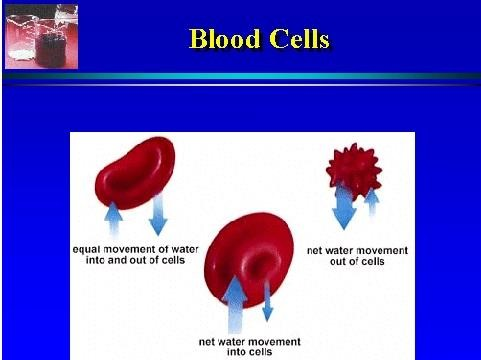 Blood Cells
equal movement of water
into and out of cells
net water movement
out of cells
net water movement
into cells